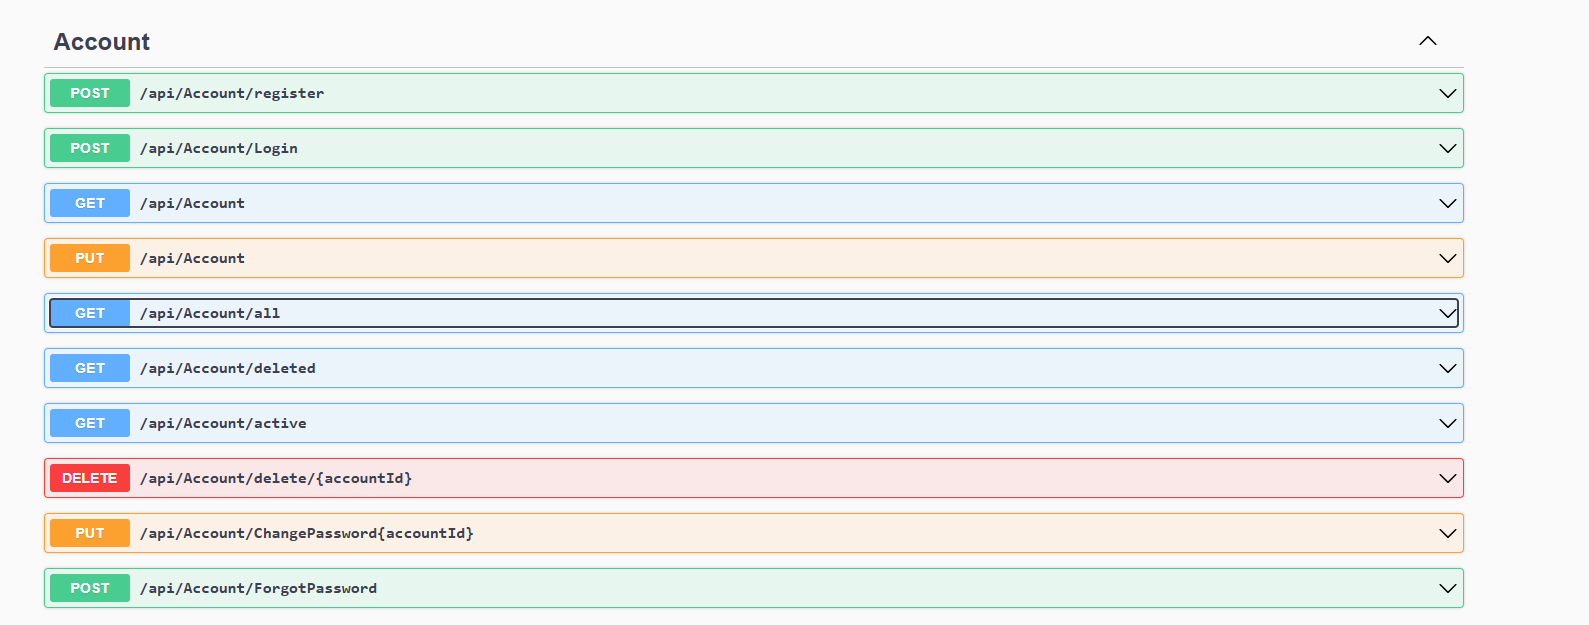 Account
POST /api/Account/register
POST /api/Account/Login
GET /api/Account
PUT /api/Account
GET /api/Account/all
GET /api/Account/deleted
GET /api/Account/active
DELETE /api/Account/delete/{accountId}
PUT /api/Account/ChangePassword{accountId}
POST /api/Account/ForgotPassword